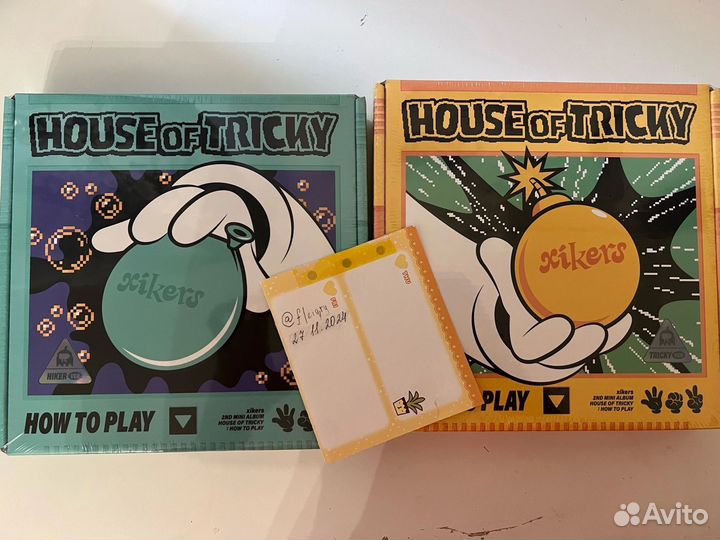 HOUSE OF TRICKY
xikers
HIKER VER.
HOW TO PLAY
xikers
2ND MINI ALBUM
HOUSE OF TRICKY
: HOW TO PLAY
HOUSE OF TRICKY
xikers
TRICKY VER.
PLAY
xikers
2ND MINI ALBUM
HOUSE OF TRICKY
: HOW TO PLAY
27 11.2024
Avito